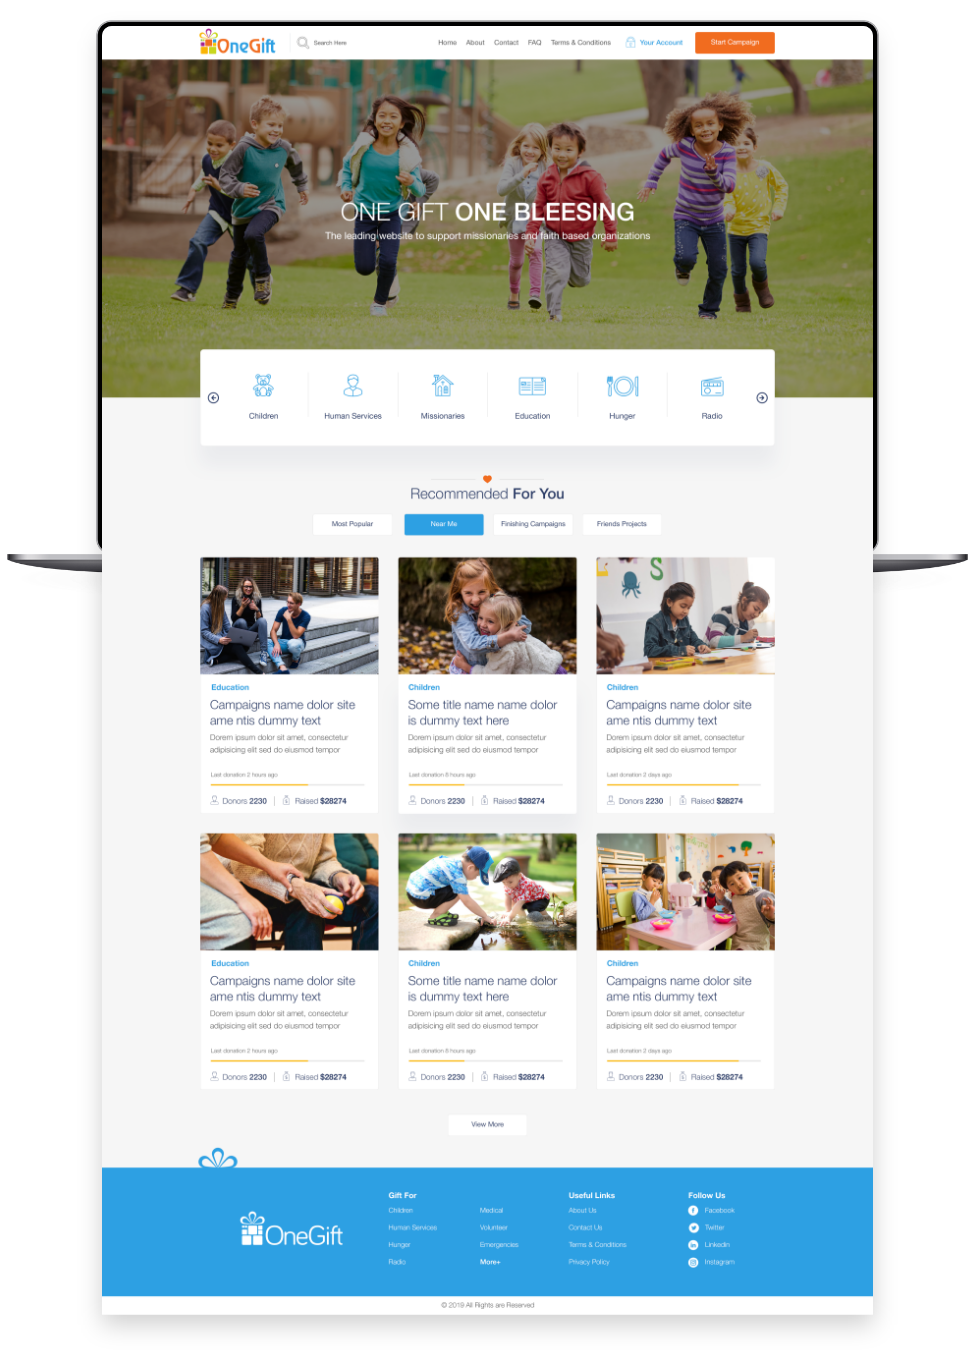 OneGift
Search Here
Home About Contact FAQ Terms & Conditions Your Account Start Campaign
ONE GIFT ONE BLEESING
The leading website to support missionaries and faith based organizations
Children Human Services Missionaries Education Hunger Radio
Recommended For You
Most Popular Near Me Finishing Campaigns Friends Projects
Education
Campaigns name dolor site
ame ntis dummy text
Dorem ipsum dolor sit amet, consectetur
adipisicing elit sed do eiusmod tempor
Last donation 2 hours ago
Donors 2230 | Raised $28274
Children
Some title name name dolor
is dummy text here
Dorem ipsum dolor sit amet, consectetur
adipisicing elit sed do eiusmod tempor
Last donation 6 hours ago
Donors 2230 | Raised $28274
Children
Campaigns name dolor site
ame ntis dummy text
Dorem ipsum dolor sit amet, consectetur
adipisicing elit sed do eiusmod tempor
Last donation 2 days ago
Donors 2230 | Raised $28274
Education
Campaigns name dolor site
ame ntis dummy text
Dorem ipsum dolor sit amet, consectetur
adipisicing elit sed do eiusmod tempor
Last donation 2 hours ago
Donors 2230 | Raised $28274
Children
Some title name name dolor
is dummy text here
Dorem ipsum dolor sit amet, consectetur
adipisicing elit sed do eiusmod tempor
Last donation 6 hours ago
Donors 2230 | Raised $28274
Children
Campaigns name dolor site
ame ntis dummy text
Dorem ipsum dolor sit amet, consectetur
adipisicing elit sed do eiusmod tempor
Last donation 2 days ago
Donors 2230 | Raised $28274
View More
OneGift
Gift For
Children
Human Services
Hunger
Radio
Medical
Volunteer
Emergencies
More+
Useful Links
About Us
Contact Us
Terms & Conditions
Privacy Policy
Follow Us
Facebook
Twitter
Linkedin
Instagram
© 2019 All Rights are Reserved